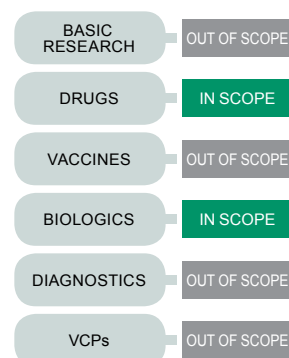 BASIC
RESEARCH
OUT OF SCOPE
DRUGS
IN SCOPE
VACCINES
OUT OF SCOPE
BIOLOGICS
IN SCOPE
DIAGNOSTICS
OUT OF SCOPE
VCPs
OUT OF SCOPE